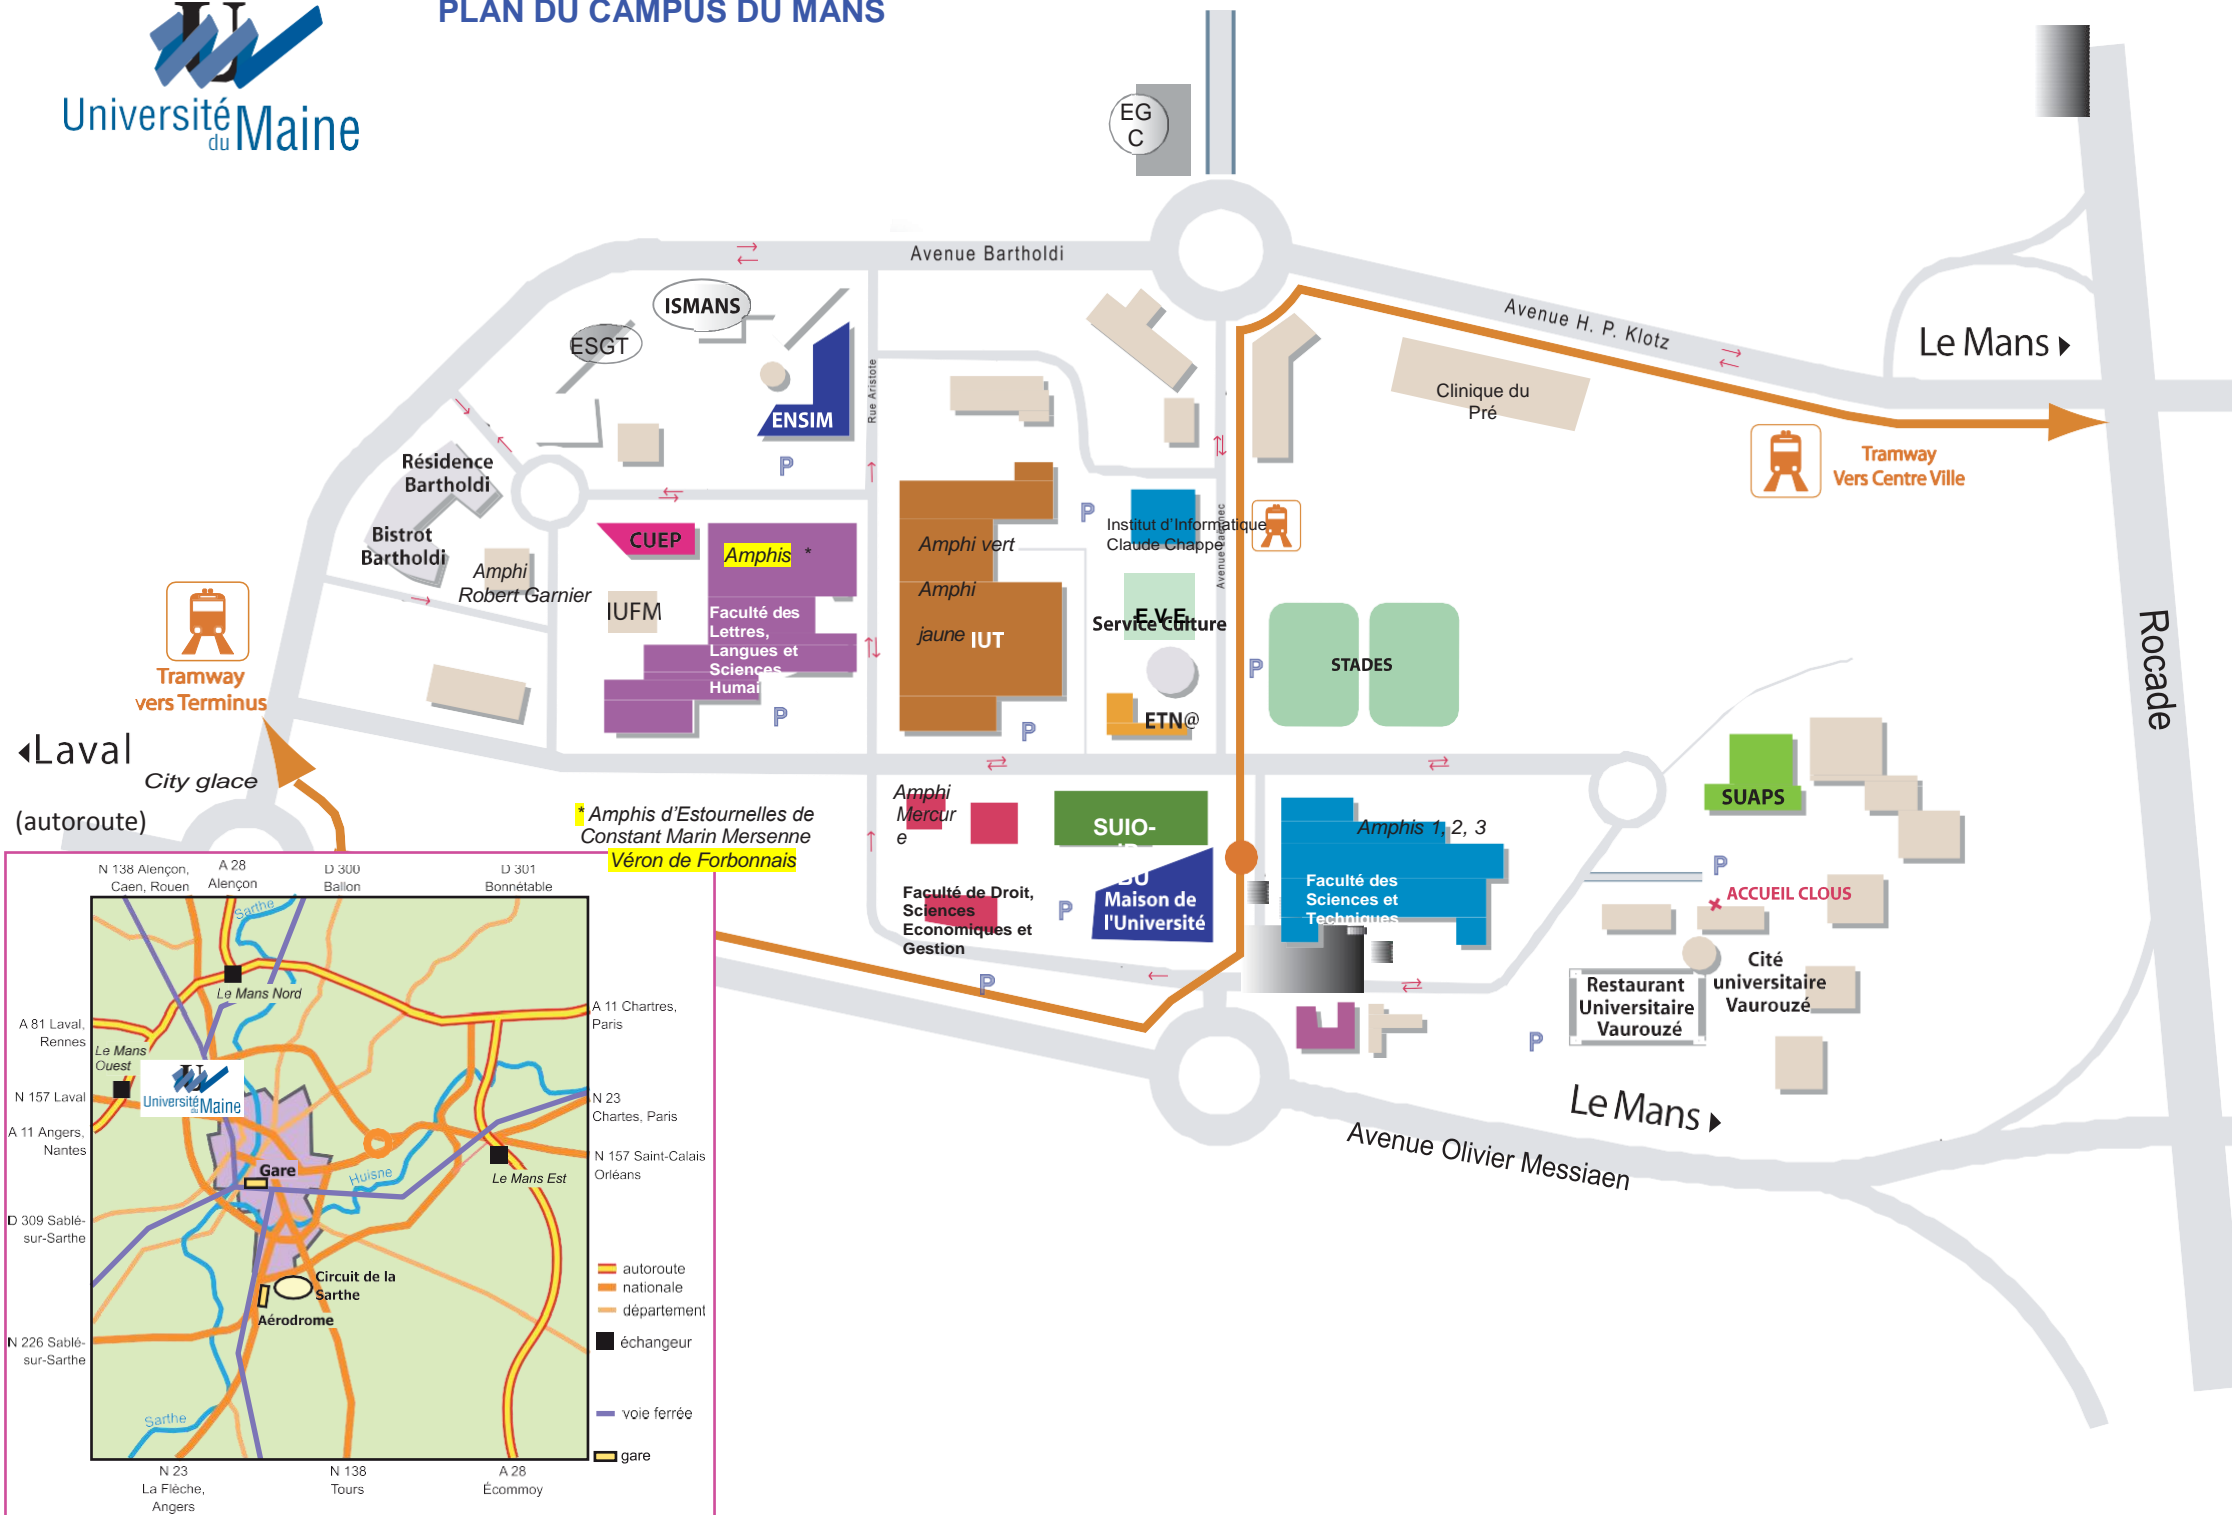 PLAN DU CAMPUS DU MANS
U
Université
du Maine
EG
C
Avenue Bartholdi
ISMANS
ESGT
ENSIM
Rue Aristote
Avenue H. P. Klotz
Le Mans
Clinique du
Pré
Tramway
Vers Centre Ville
Résidence
Bartholdi
Bistrot
Bartholdi
P
P
CUEP
Amphis *
Amphi vert
Institut d'Informatique
Claude Chappe
Amphi
Robert Garnier
IUFM
Faculté des
Lettres,
Langues et
Sciences
Humai
Amphi
jaune IUT
E.V.E.
Service Culture
P
STADES
Rocade
Tramway
vers Terminus
P
P
ETN@
Laval
City glace
(autoroute)
* Amphis d'Estournelles de
Constant Marin Mersenne
Véron de Forbonnais
Amphi
Mercur
e
SUIO-
BU
Maison de
l'Université
Amphis 1, 2, 3
Faculté des
Sciences et
Techniques
SUAPS
P
ACCUEIL CLOUS
Faculté de Droit,
Sciences
Economiques et
Gestion
P
P
Restaurant
Universitaire
Vaurouzé
Cité
universitaire
Vaurouzé
P
Le Mans
Avenue Olivier Messiaen
N 138 Alençon,
Caen, Rouen
A 28
Alençon
D 300
Ballon
D 301
Bonnétable
Sarthe
Le Mans Nord
A 11 Chartres,
Paris
A 81 Laval,
Rennes
Le Mans
Ouest
U
Université
du Maine
N 157 Laval
N 23
Chartes, Paris
A 11 Angers,
Nantes
Gare
Huisne
Le Mans Est
N 157 Saint-Calais
Orléans
D 309 Sablé-
sur-Sarthe
Circuit de la
Sarthe
Aérodrome
N 226 Sablé-
sur-Sarthe
Sarthe
autoroute
nationale
département
échangeur
voie ferrée
gare
N 23
La Flèche,
Angers
N 138
Tours
A 28
Écommoy